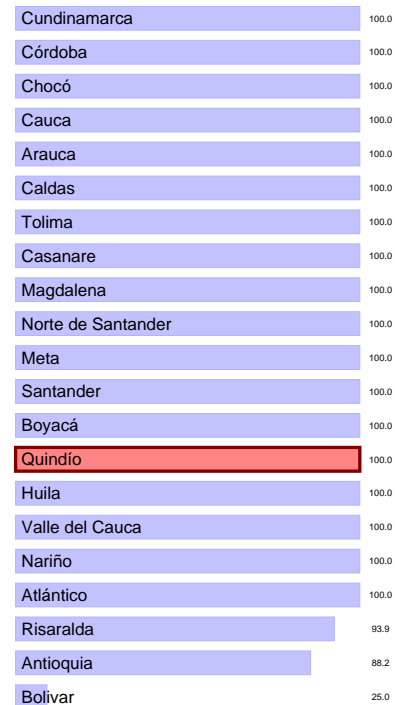 Cundinamarca 100.0
Córdoba 100.0
Chocó 100.0
Cauca 100.0
Arauca 100.0
Caldas 100.0
Tolima 100.0
Casanare 100.0
Magdalena 100.0
Norte de Santander 100.0
Meta 100.0
Santander 100.0
Boyacá 100.0
Quindío 100.0
Huila 100.0
Valle del Cauca 100.0
Nariño 100.0
Atlántico 100.0
Risaralda 93.9
Antioquia 88.2
Bolivar 25.0